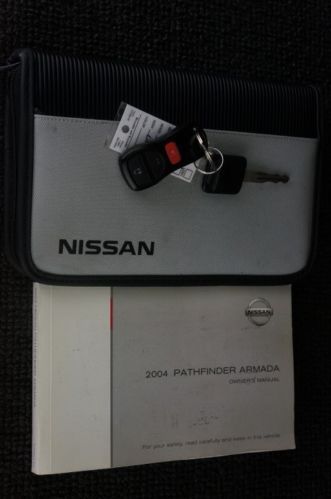 NISSAN
NISSAN
2004 PATHFINDER ARMADA
OWNER'S MANUAL
For your safety, read carefully and keep in this vehicle.